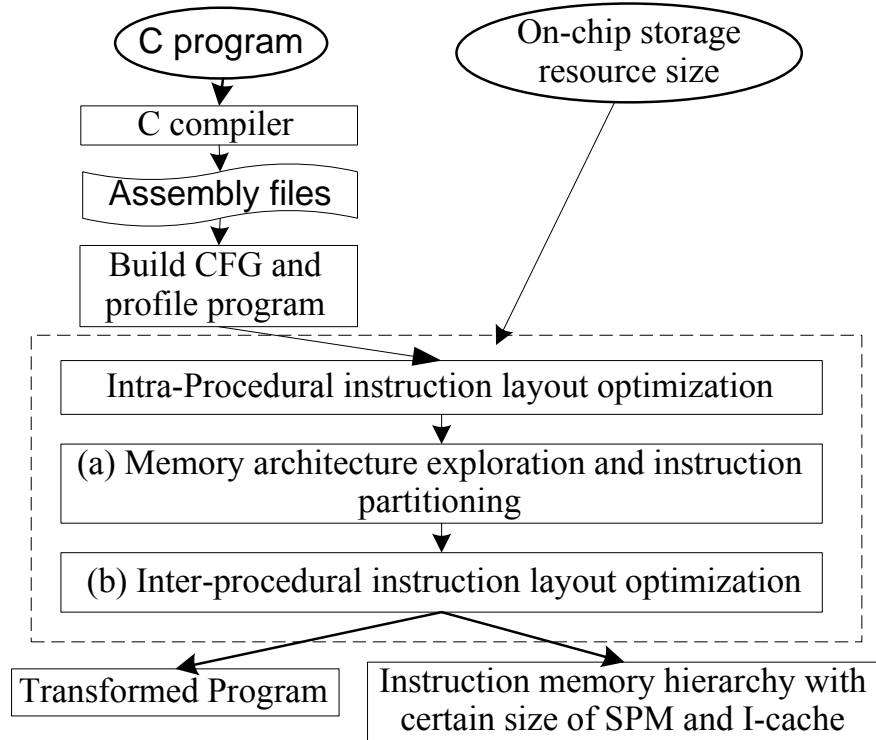 C program
On-chip storage
resource size
C compiler
Assembly files
Build CFG and
profile program
Intra-Procedural instruction layout optimization
(a) Memory architecture exploration and instruction
partitioning
(b) Inter-procedural instruction layout optimization
Transformed Program
Instruction memory hierarchy with
certain size of SPM and I-cache